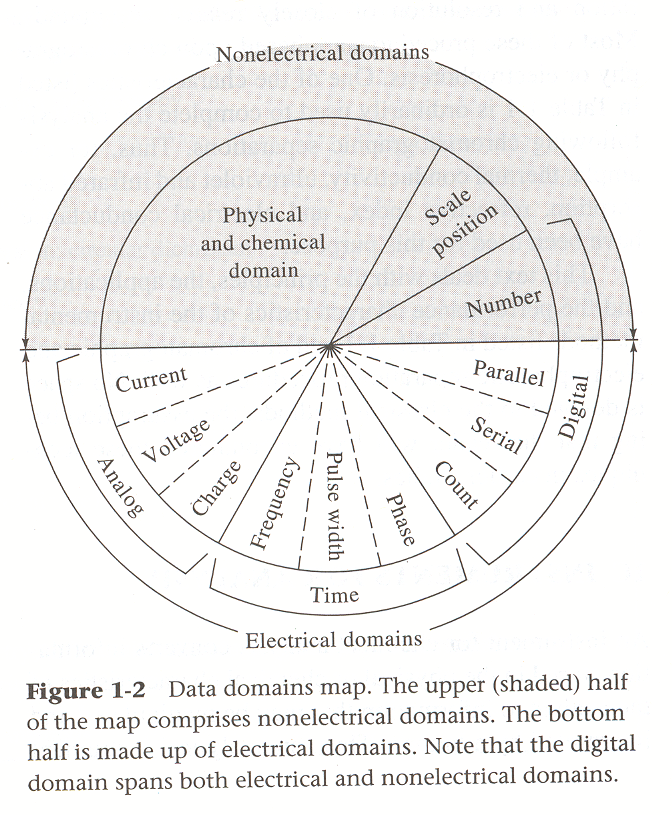 Nonelectrical domains
Physical
and chemical
domain
Scale
position
Number
Current
Voltage
Charge
Frequency
Pulse width
Phase
Count
Serial
Parallel
Analog
Time
Digital
Electrical domains
Figure 1-2 Data domains map. The upper (shaded) half
of the map comprises nonelectrical domains. The bottom
half is made up of electrical domains. Note that the digital
domain spans both electrical and nonelectrical domains.